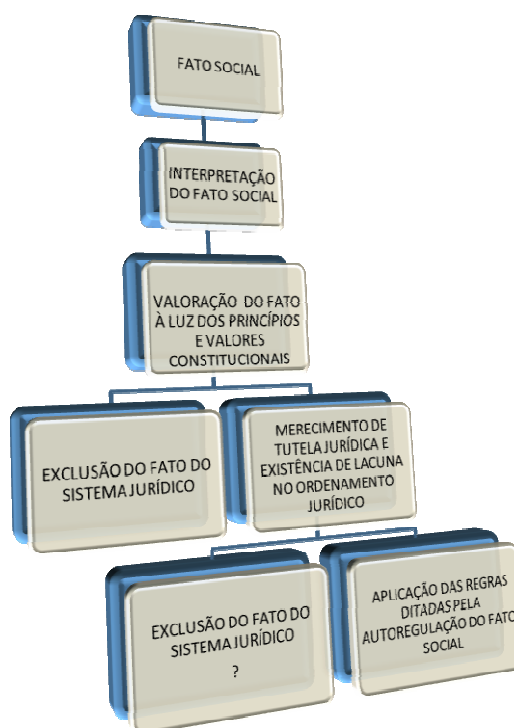 FATO SOCIAL
INTERPRETAÇÃO
DO FATO SOCIAL
VALORAÇÃO DO FATO
À LUZ DOS PRINCÍPIOS
E VALORES
CONSTITUCIONAIS
EXCLUSÃO DO FATO DO
SISTEMA JURÍDICO
MERECIMENTO DE
TUTELA JURÍDICA E
EXISTÊNCIA DE LACUNA
NO ORDENAMENTO
JURÍDICO
EXCLUSÃO DO FATO DO
SISTEMA JURÍDICO
?
APLICAÇÃO DAS REGRAS
DITADAS PELA
AUTOREGULAÇÃO DO FATO
SOCIAL